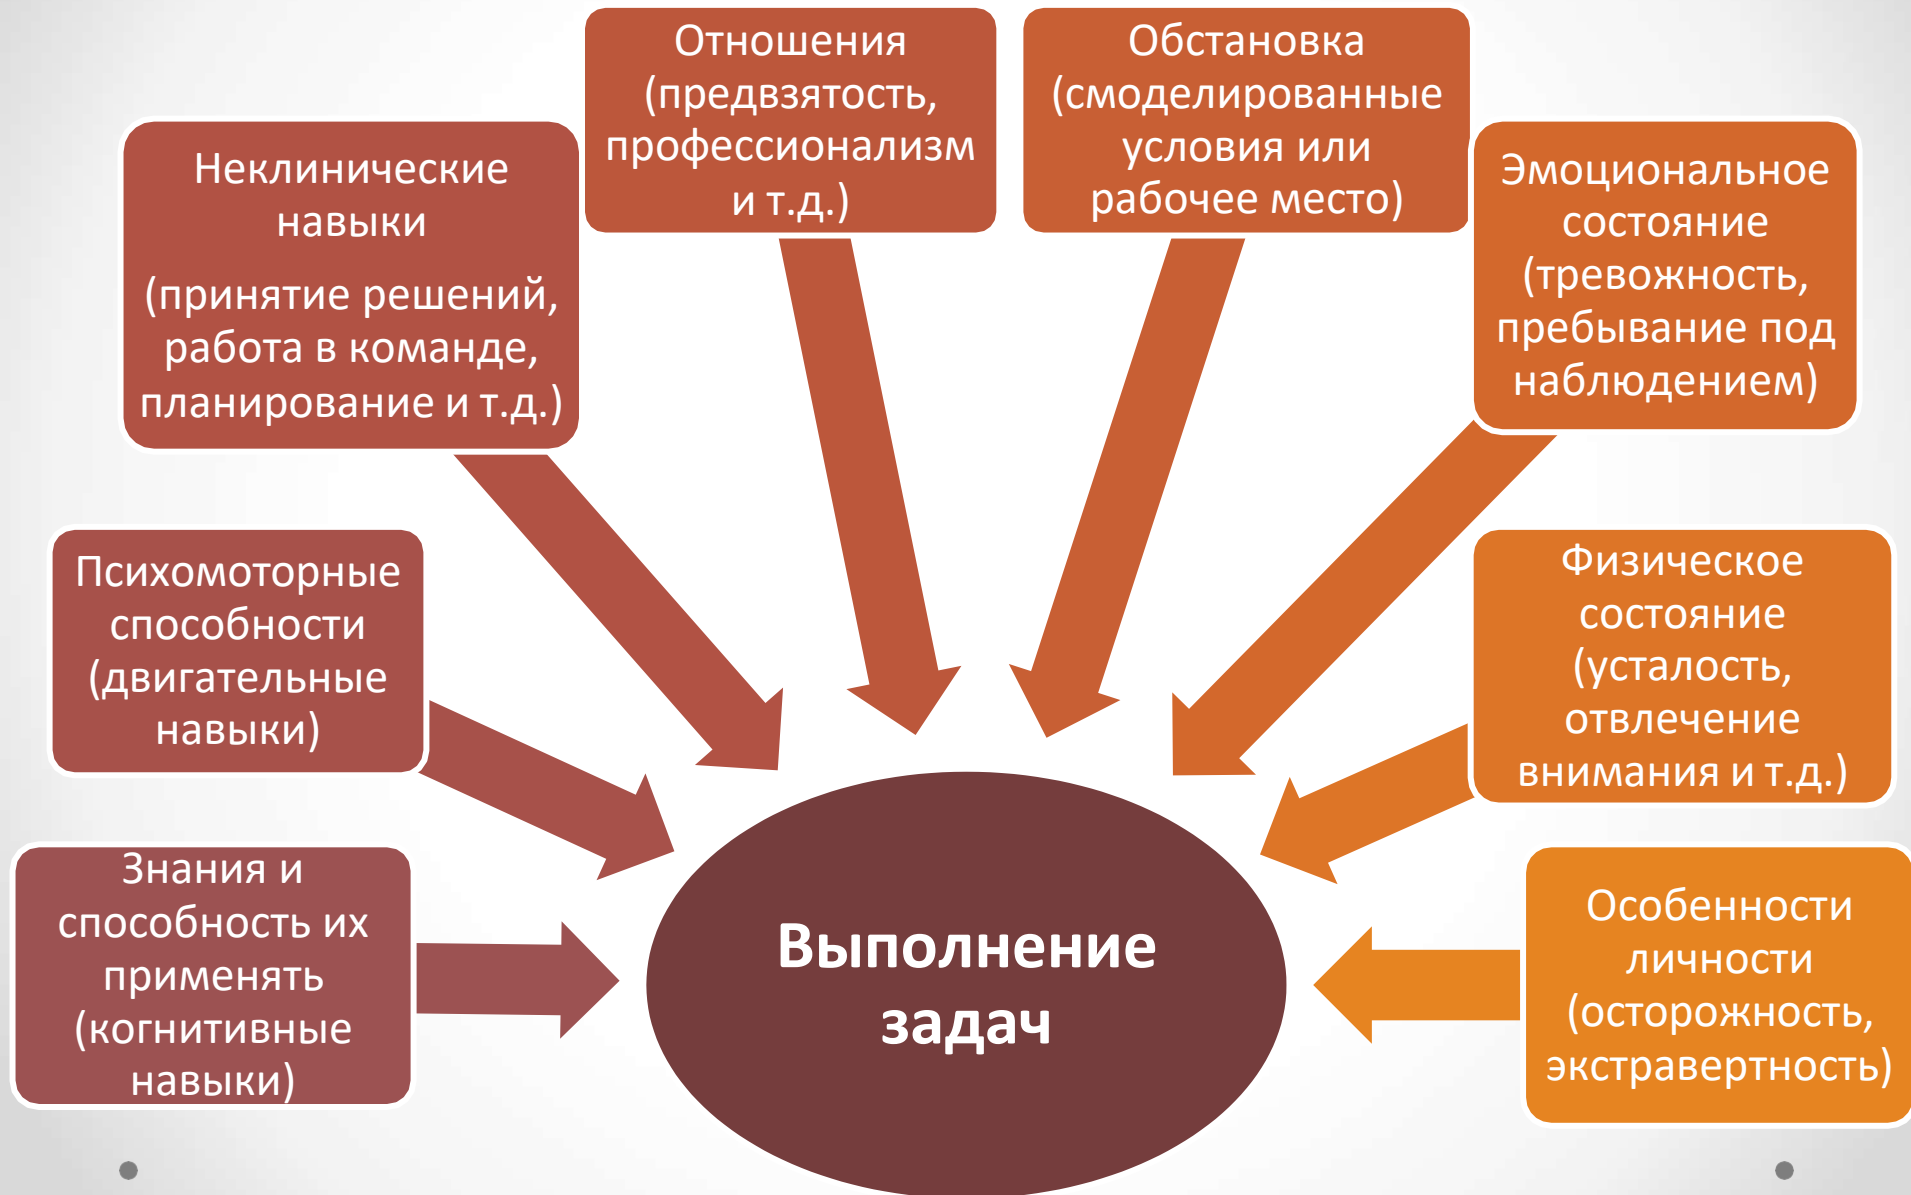 Отношения
(предвзятость,
профессионализм
и т.д.)
Обстановка
(смоделированные
условия или
рабочее место)
Неклинические
навыки
(принятие решений,
работа в команде,
планирование и т.д.)
Эмоциональное
состояние
(тревожность,
пребывание под
наблюдением)
Психомоторные
способности
(двигательные
навыки)
Физическое
состояние
(усталость,
отвлечение
внимания и т.д.)
Знания и
способность их
применять
(когнитивные
навыки)
Выполнение
задач
Особенности
личности
(осторожность,
экстравертность)